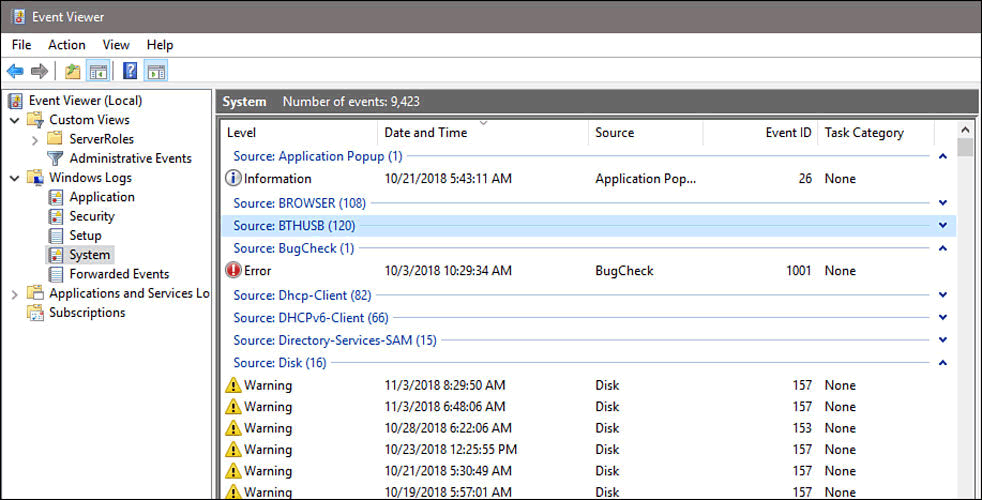 Event Viewer
File Action View Help
Event Viewer (Local)
Custom Views
ServerRoles
Administrative Events
Windows Logs
Application
Security
Setup
System
Forwarded Events
Applications and Services Lo
Subscriptions
System Number of events: 9,423
Level Date and Time Source Event ID Task Category
Source: Application Popup (1)
Information 10/21/2018 5:43:11 AM Application Pop... 26 None
Source: BROWSER (108)
Source: BTHUSB (120)
Source: BugCheck (1)
Error 10/3/2018 10:29:34 AM BugCheck 1001 None
Source: Dhcp-Client (82)
Source: DHCPv6-Client (66)
Source: Directory-Services-SAM (15)
Source: Disk (16)
Warning 11/3/2018 8:29:50 AM Disk 157 None
Warning 11/3/2018 6:48:06 AM Disk 157 None
Warning 10/28/2018 6:22:06 AM Disk 153 None
Warning 10/23/2018 12:25:55 PM Disk 157 None
Warning 10/21/2018 5:30:49 AM Disk 157 None
Warning 10/19/2018 5:57:01 AM Disk 157 None